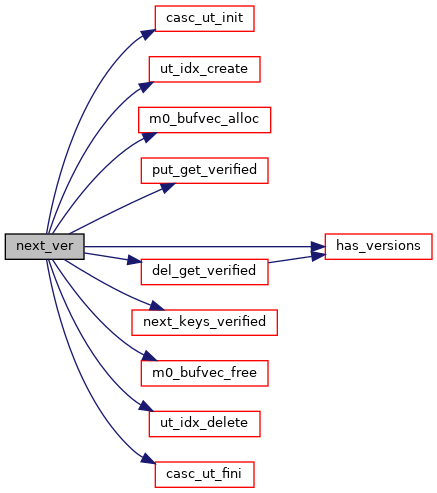 casc_ut_init
ut_idx_create
m0_bufvec_alloc
put_get_verified
next_ver
has_versions
del_get_verified
next_keys_verified
m0_bufvec_free
ut_idx_delete
casc_ut_fini